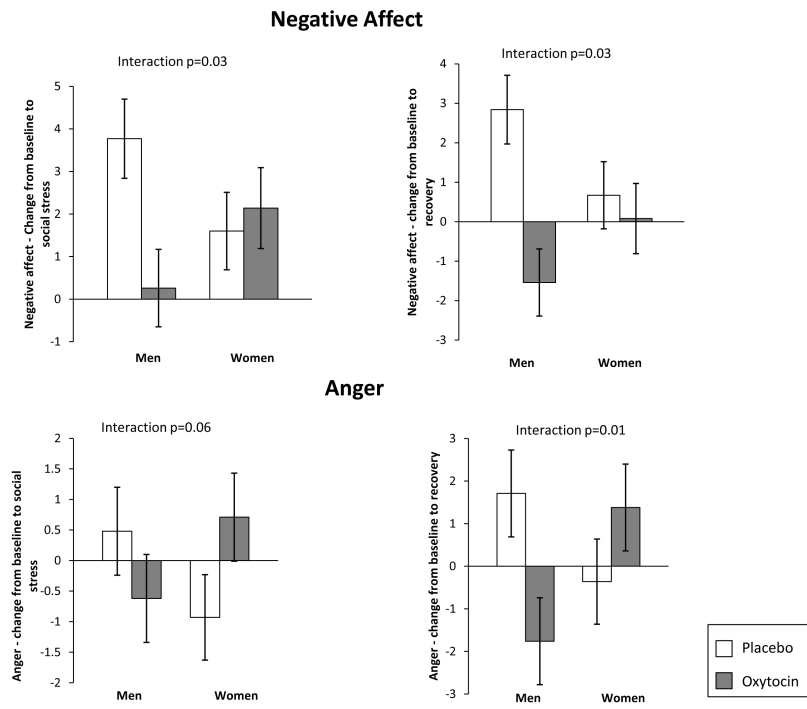 Negative Affect
Interaction p=0.03
Negative affect - Change from baseline to
social stress
5
4
3
2
1
0
-1
Men
Women
Interaction p=0.03
Negative affect - change from baseline to
recovery
4
3
2
1
0
-1
-2
-3
Men
Women
Anger
Interaction p=0.06
Anger - change from baseline to social
stress
2
1.5
1
0.5
0
-0.5
-1
-1.5
-2
Men
Women
Interaction p=0.01
Anger - change from baseline to recovery
3
2
1
0
-1
-2
-3
Men
Women
Placebo
Oxytocin